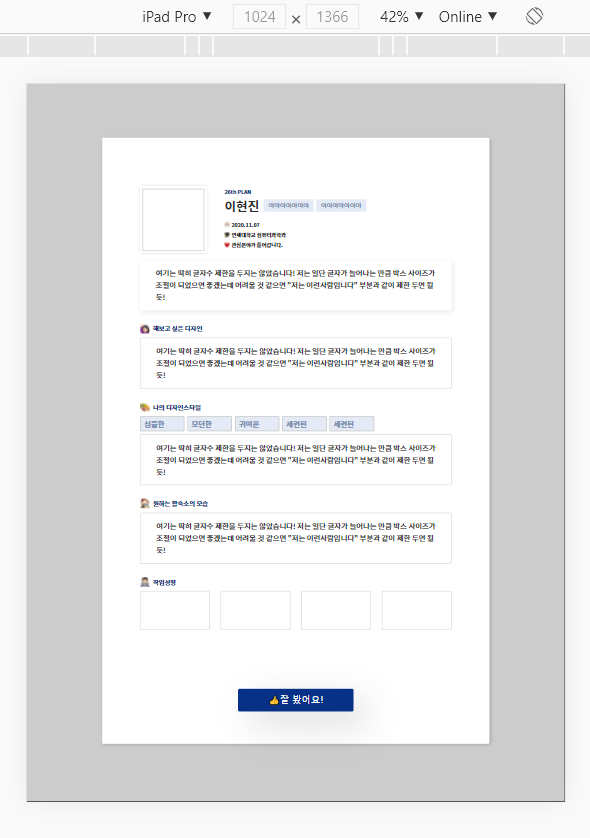 iPad Pro ▼ 1024 × 1366 42% ▼ Online ▼
26th PLAN
이현진 아아아아아아아 아아아아아아아
2020.11.07
연세대학교 컴퓨터과학과
관심분야가 들어갑니다.
여기는 딱히 글자수 제한을 두지는 않았습니다! 저는 일단 글자가 늘어나는 만큼 박스 사이즈가
조절이 되었으면 좋겠는데 어려울 것 같으면 "저는 이런사람입니다" 부분과 같이 제한 두면 될
듯!
해보고 싶은 디자인
여기는 딱히 글자수 제한을 두지는 않았습니다! 저는 일단 글자가 늘어나는 만큼 박스 사이즈가
조절이 되었으면 좋겠는데 어려울 것 같으면 "저는 이런사람입니다" 부분과 같이 제한 두면 될
듯!
나의 디자인스타일
심플한 모던한 귀여운 세련된 세련된
여기는 딱히 글자수 제한을 두지는 않았습니다! 저는 일단 글자가 늘어나는 만큼 박스 사이즈가
조절이 되었으면 좋겠는데 어려울 것 같으면 "저는 이런사람입니다" 부분과 같이 제한 두면 될
듯!
원하는 합숙소의 모습
여기는 딱히 글자수 제한을 두지는 않았습니다! 저는 일단 글자가 늘어나는 만큼 박스 사이즈가
조절이 되었으면 좋겠는데 어려울 것 같으면 "저는 이런사람입니다" 부분과 같이 제한 두면 될
듯!
작업성향
👍잘 봤어요!